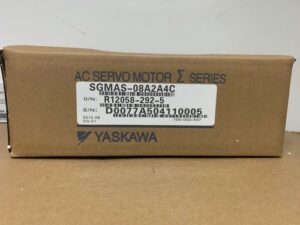 AC SERVO MOTOR Σ SERIES
SGMAS-08A2A4C
O/N: R12058-292-5
S/N: D0077A504110005
YASKAWA